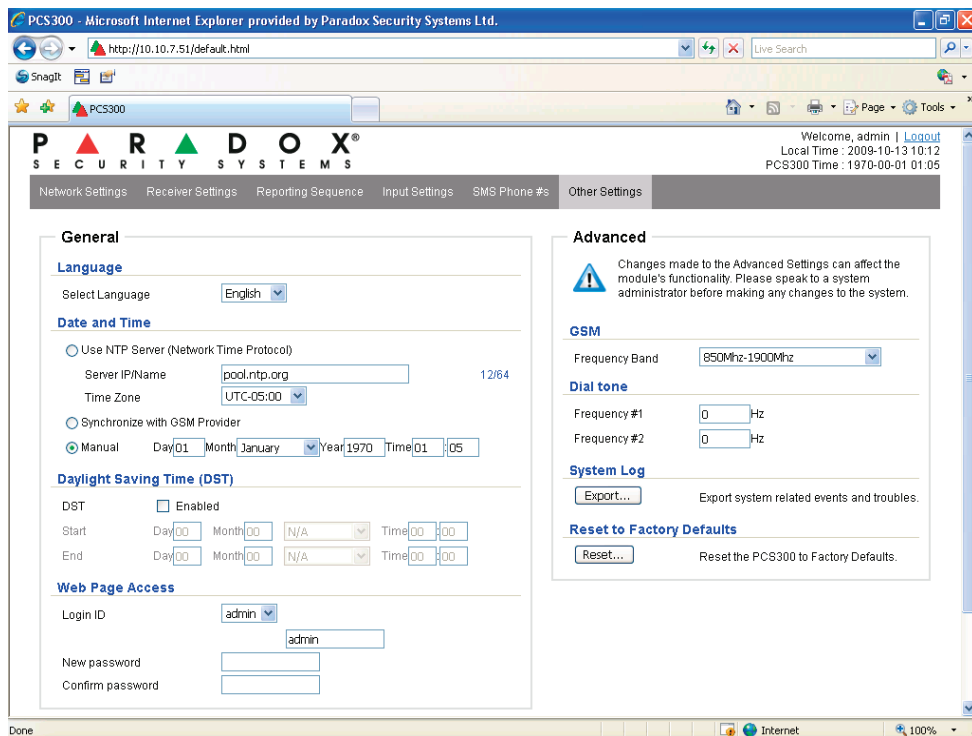 PCS300 - Microsoft Internet Explorer provided by Paradox Security Systems Ltd.
http://10.10.7.51/default.html
Live Search
SnagIt
PCS300
Page
Tools
PARADOX®
SECURITY SYSTEMS
Welcome, admin | Logout
Local Time : 2009-10-13 10:12
PCS300 Time : 1970-00-01 01:05
Network Settings Receiver Settings Reporting Sequence Input Settings SMS Phone #s Other Settings
General
Language
Select Language English
Date and Time
Use NTP Server (Network Time Protocol)
Server IP/Name pool.ntp.org 12/64
Time Zone UTC-05:00
Synchronize with GSM Provider
Manual Day 01 Month January Year 1970 Time 01 : 05
Daylight Saving Time (DST)
DST Enabled
Start Day 00 Month 00 N/A Time 00 : 00
End Day 00 Month 00 N/A Time 00 : 00
Web Page Access
Login ID admin
admin
New password
Confirm password
Advanced
Changes made to the Advanced Settings can affect the
module's functionality. Please speak to a system
administrator before making any changes to the system.
GSM
Frequency Band 850Mhz-1900Mhz
Dial tone
Frequency #1 0 Hz
Frequency #2 0 Hz
System Log
Export... Export system related events and troubles.
Reset to Factory Defaults
Reset... Reset the PCS300 to Factory Defaults.
Done
Internet
100%